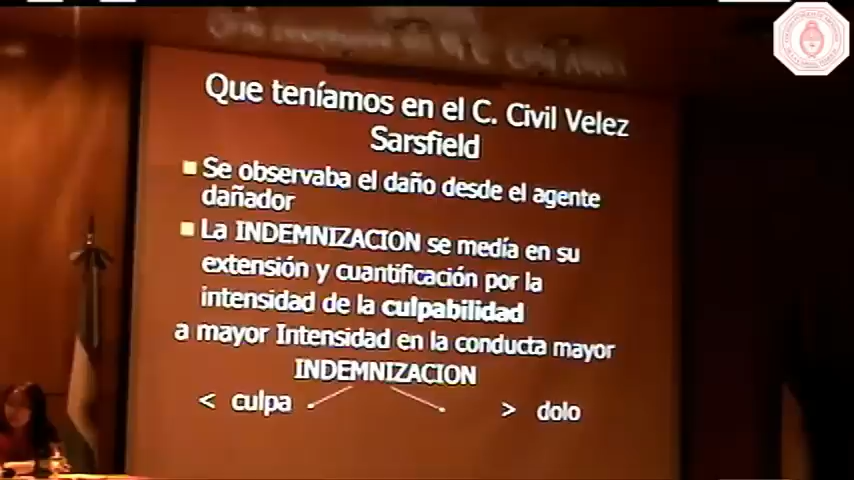 Que teníamos en el C. Civil Velez
Sarsfield
Se observaba el daño desde el agente
dañador
La INDEMNIZACION se medía en su
extensión y cuantificación por la
intensidad de la culpabilidad
a mayor Intensidad en la conducta mayor
INDEMNIZACION
< culpa > dolo